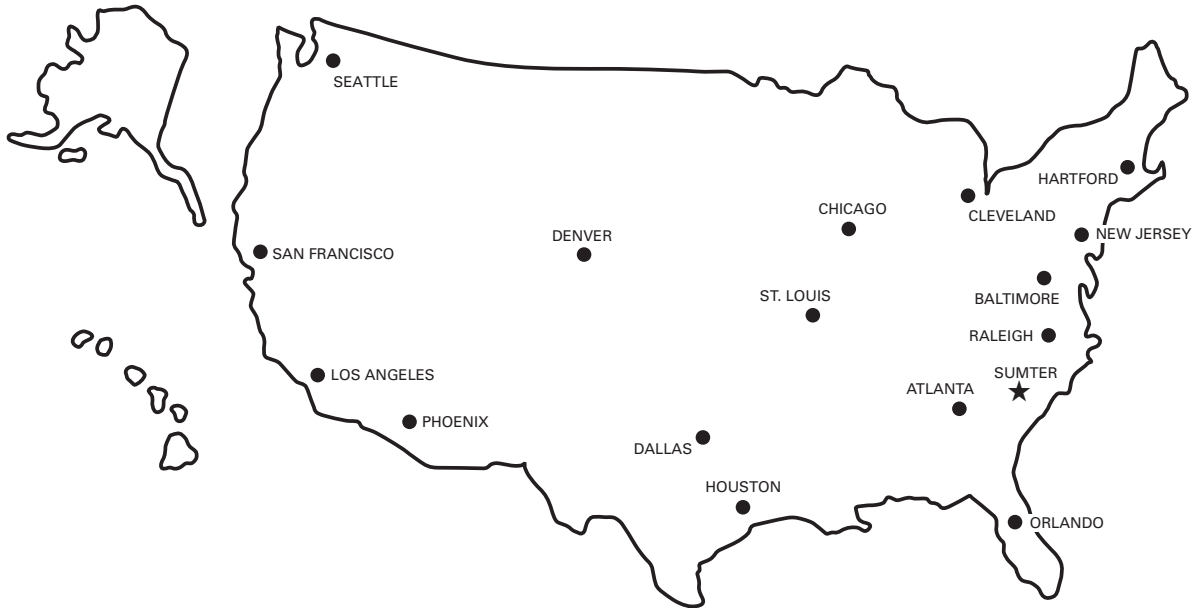 SEATTLE
HARTFORD
CHICAGO
CLEVELAND
NEW JERSEY
DENVER
SAN FRANCISCO
ST. LOUIS
BALTIMORE
RALEIGH
SUMTER
LOS ANGELES
ATLANTA
PHOENIX
DALLAS
HOUSTON
ORLANDO